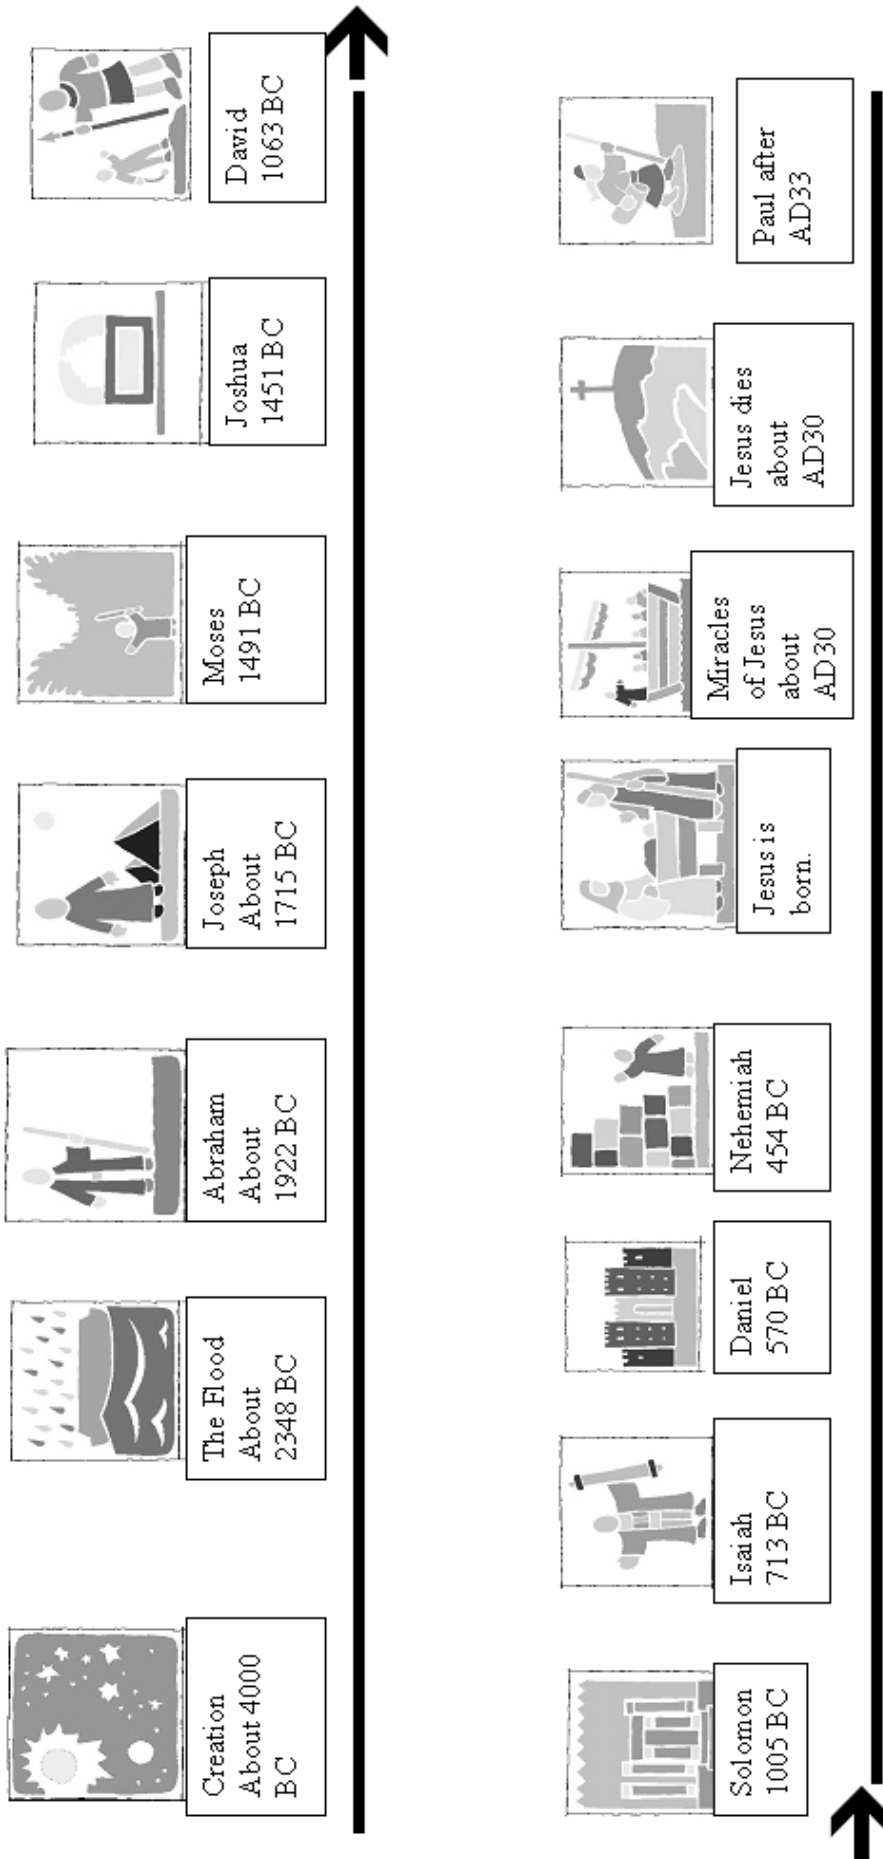 Creation
About 4000
BC
The Flood
About
2348 BC
Abraham
About
1922 BC
Joseph
About
1715 BC
Moses
1491 BC
Joshua
1451 BC
David
1063 BC
Solomon
1005 BC
Isaiah
713 BC
Daniel
570 BC
Nehemiah
454 BC
Jesus is
born.
Miracles
of Jesus
about
AD30
Jesus dies
about
AD30
Paul after
AD33